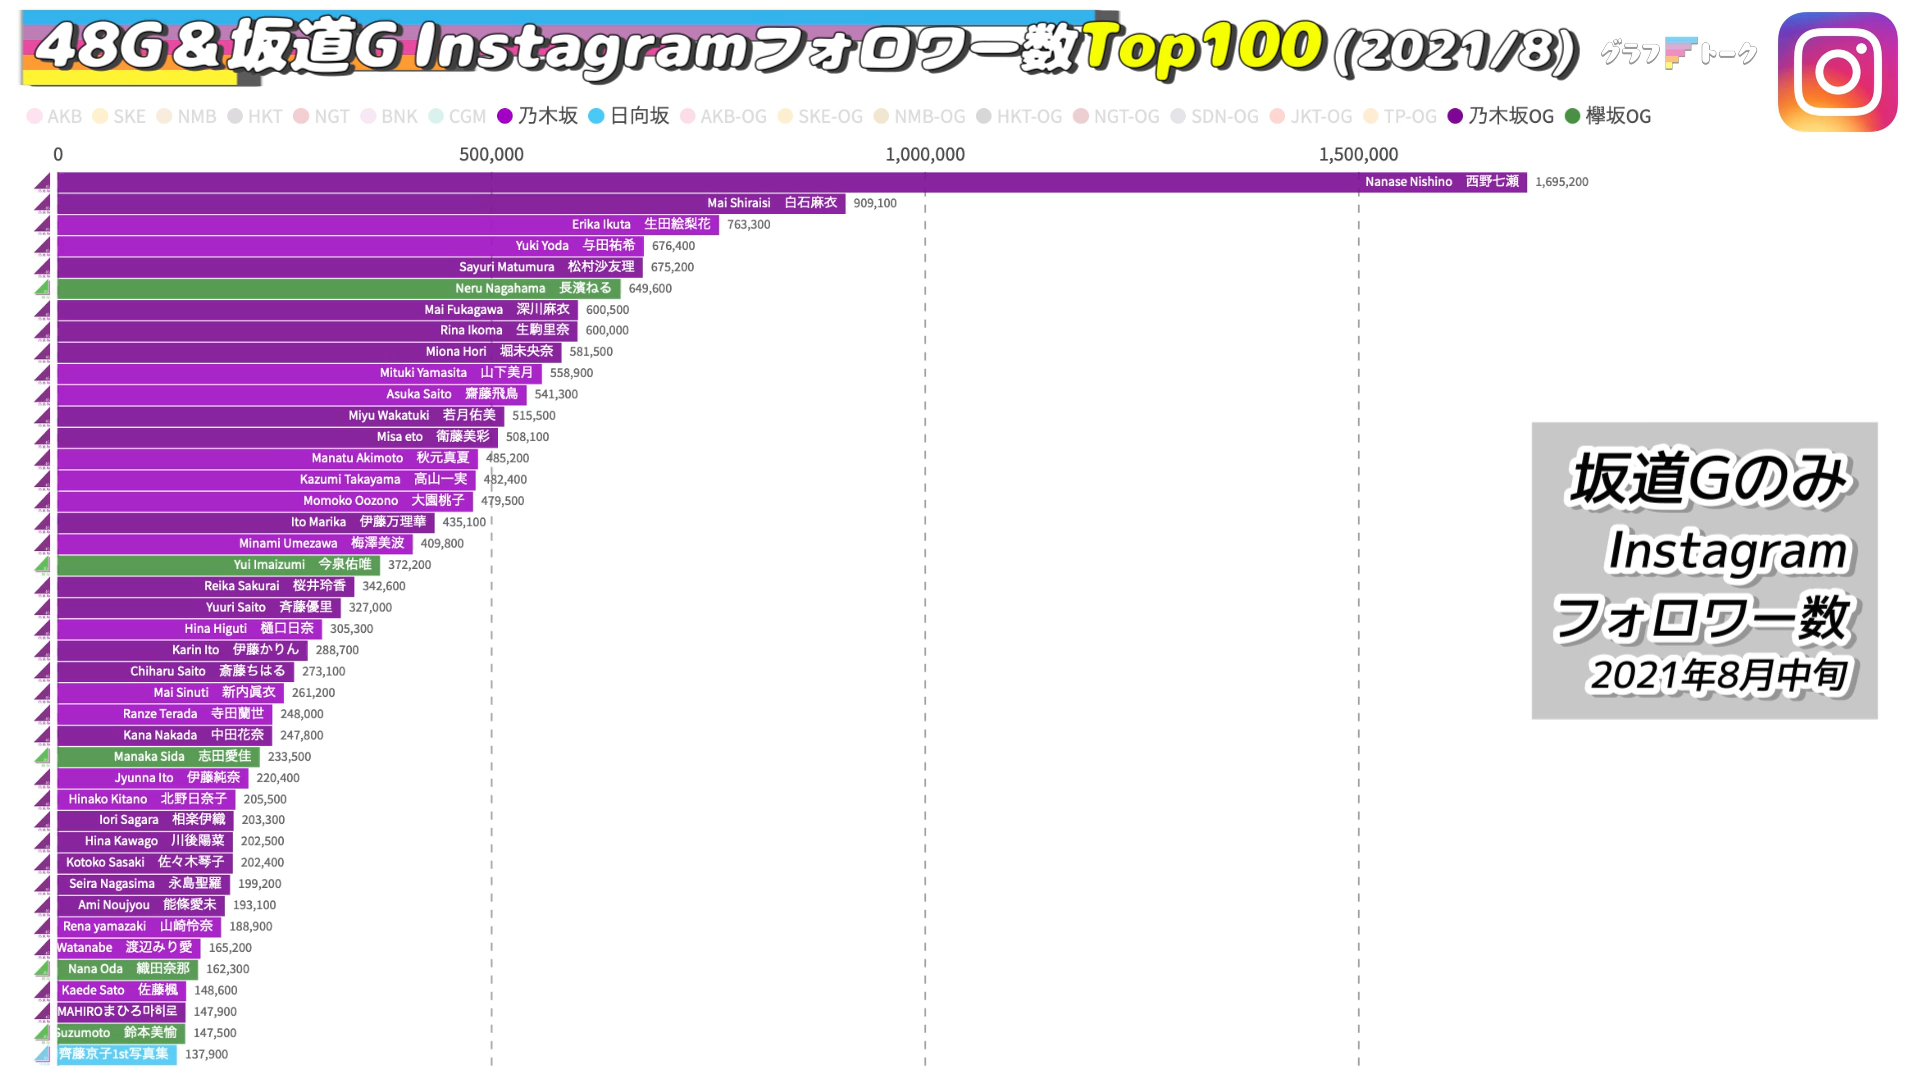 48G&坂道G Instagramフォロワー数Top100(2021/8)
グラフトーク
AKB SKE NMB HKT NGT BNK CGM 乃木坂 日向坂 AKB-OG SKE-OG NMB-OG HKT-OG NGT-OG SDN-OG JKT-OG TP-OG 乃木坂OG 欅坂OG
0 500,000 1,000,000 1,500,000
Nanase Nishino 西野七瀬 1,695,200
Mai Shiraisi 白石麻衣 909,100
Erika Ikuta 生田絵梨花 763,300
Yuki Yoda 与田祐希 676,400
Sayuri Matumura 松村沙友理 675,200
Neru Nagahama 長濱ねる 649,600
Mai Fukagawa 深川麻衣 600,500
Rina Ikoma 生駒里奈 600,000
Miona Hori 堀未央奈 581,500
Mituki Yamasita 山下美月 558,900
Asuka Saito 齋藤飛鳥 541,300
Miyu Wakatuki 若月佑美 515,500
Misa eto 衛藤美彩 508,100
Manatu Akimoto 秋元真夏 485,200
Kazumi Takayama 高山一実 482,400
Momoko Oozono 大園桃子 479,500
Ito Marika 伊藤万理華 435,100
Minami Umezawa 梅澤美波 409,800
Yui Imaizumi 今泉佑唯 372,200
Reika Sakurai 桜井玲香 342,600
Yuuri Saito 斉藤優里 327,000
Hina Higuti 樋口日奈 305,300
Karin Ito 伊藤かりん 288,700
Chiharu Saito 斎藤ちはる 273,100
Mai Sinuti 新内眞衣 261,200
Ranze Terada 寺田蘭世 248,000
Kana Nakada 中田花奈 247,800
Manaka Sida 志田愛佳 233,500
Jyunna Ito 伊藤純奈 220,400
Hinako Kitano 北野日奈子 205,500
Iori Sagara 相楽伊織 203,300
Hina Kawago 川後陽菜 202,500
Kotoko Sasaki 佐々木琴子 202,400
Seira Nagasima 永島聖羅 199,200
Ami Noujyou 能條愛未 193,100
Rena yamazaki 山崎怜奈 188,900
Watanabe 渡辺みり愛 165,200
Nana Oda 織田奈那 162,300
Kaede Sato 佐藤楓 148,600
MAHIROまひろ마히로 147,900
Suzumoto 鈴本美愉 147,500
齊藤京子1st写真集 137,900
坂道Gのみ
Instagram
フォロワー数
2021年8月中旬